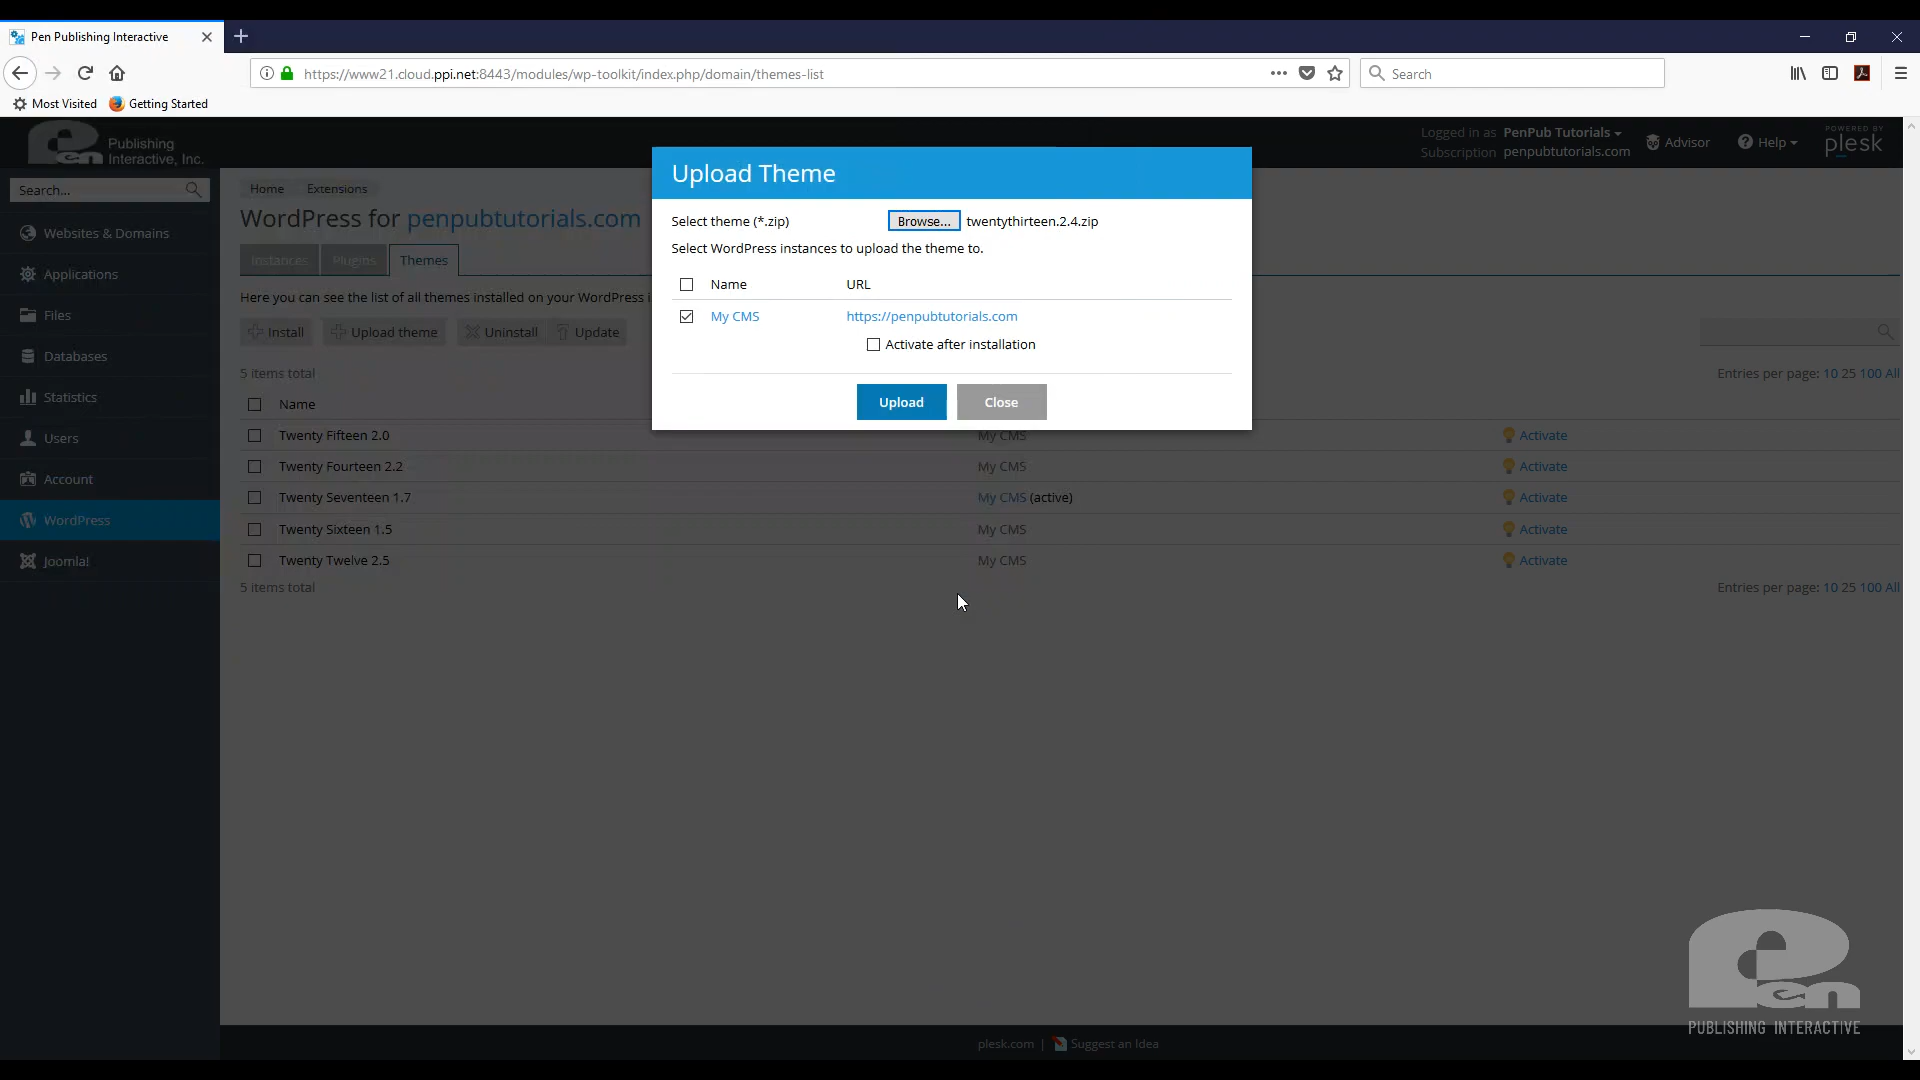 Pen Publishing Interactive
https://www21.cloud.ppi.net:8443/modules/wp-toolkit/index.php/domain/themes-list
Search
Most Visited
Getting Started
Pen Publishing Interactive, Inc.
Logged in as PenPub Tutorials
Subscription penpubtutorials.com
Advisor
Help
POWERED BY
plesk
Search...
Websites & Domains
Applications
Files
Databases
Statistics
Users
Account
WordPress
Joomla!
Home
Extensions
WordPress for penpubtutorials.com
Instances
Plugins
Themes
Here you can see the list of all themes installed on your WordPress
Install
Upload theme
Uninstall
Update
5 items total
Entries per page: 10 25 100 All
Name
Twenty Fifteen 2.0
My CMS
Activate
Twenty Fourteen 2.2
My CMS
Activate
Twenty Seventeen 1.7
My CMS (active)
Activate
Twenty Sixteen 1.5
My CMS
Activate
Twenty Twelve 2.5
My CMS
Activate
5 items total
Entries per page: 10 25 100 All
Upload Theme
Select theme (*.zip)
Browse...
twentythirteen.2.4.zip
Select WordPress instances to upload the theme to.
Name
URL
My CMS
https://penpubtutorials.com
Activate after installation
Upload
Close
plesk.com | Suggest an Idea
Pen
PUBLISHING INTERACTIVE